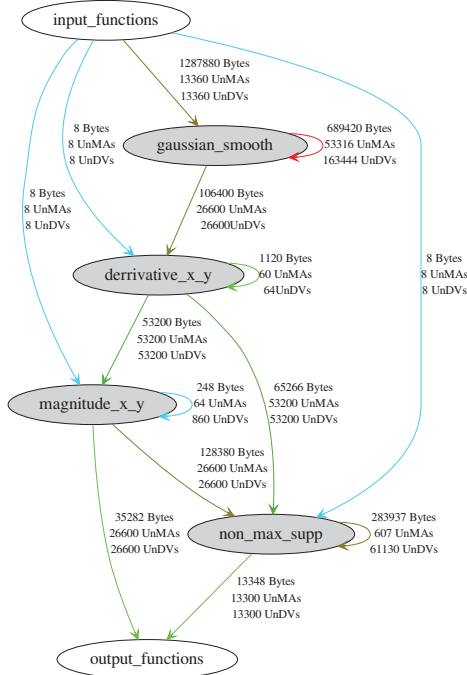 input_functions
1287880 Bytes
13360 UnMAs
13360 UnDVs
8 Bytes
8 UnMAs
8 UnDVs
689420 Bytes
53316 UnMAs
163444 UnDVs
gaussian_smooth
8 Bytes
8 UnMAs
8 UnDVs
106400 Bytes
26600 UnMAs
26600UnDVs
8 Bytes
8 UnMAs
8 UnDVs
derrivative_x_y
1120 Bytes
60 UnMAs
64UnDVs
53200 Bytes
53200 UnMAs
53200 UnDVs
65266 Bytes
53200 UnMAs
53200 UnDVs
magnitude_x_y
248 Bytes
64 UnMAs
860 UnDVs
128380 Bytes
26600 UnMAs
26600 UnDVs
35282 Bytes
26600 UnMAs
26600 UnDVs
non_max_supp
283937 Bytes
607 UnMAs
61130 UnDVs
13348 Bytes
13300 UnMAs
13300 UnDVs
output_functions